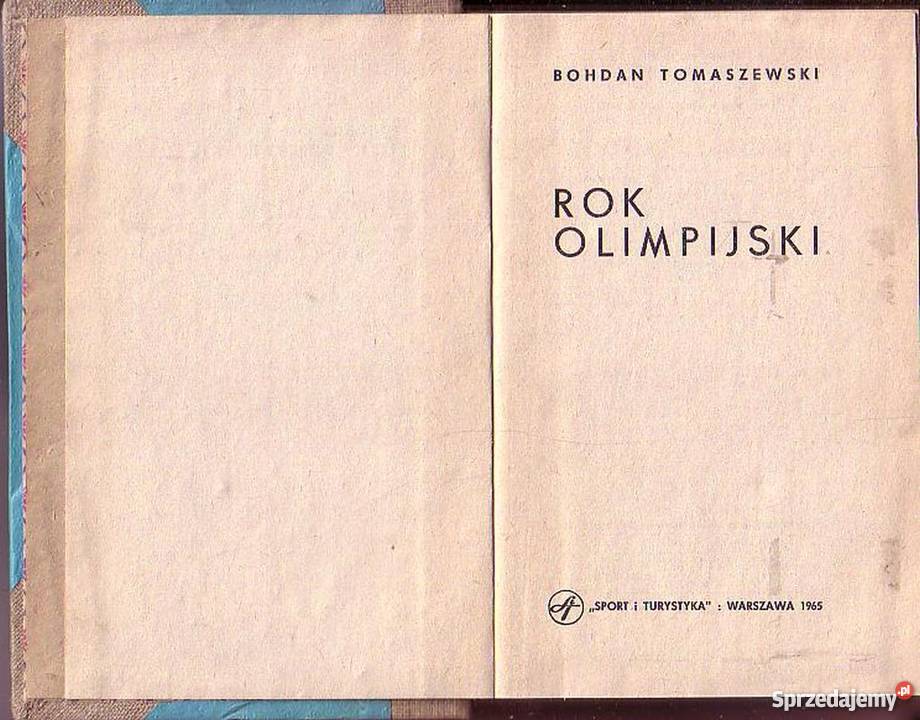 BOHDAN TOMASZEWSKI
ROK
OLIMPIJSKI
„SPORT i TURYSTYKA” : WARSZAWA 1965
Sprzedajemy.pl